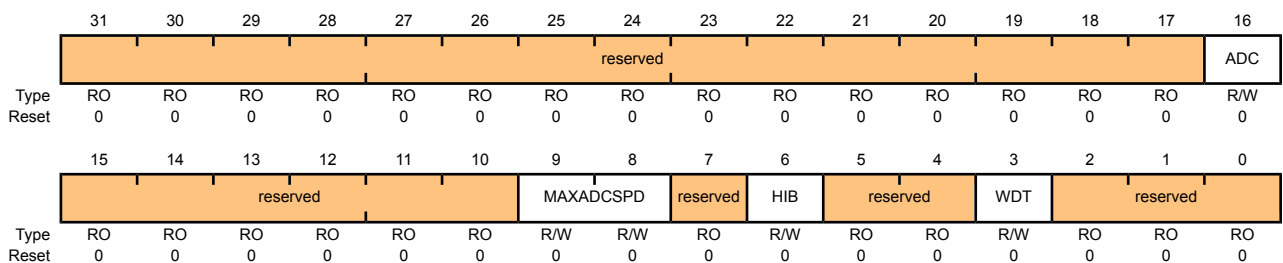 31 30 29 28 27 26 25 24 23 22 21 20 19 18 17 16
reserved ADC
Type RO RO RO RO RO RO RO RO RO RO RO RO RO RO RO R/W
Reset 0 0 0 0 0 0 0 0 0 0 0 0 0 0 0 0
15 14 13 12 11 10 9 8 7 6 5 4 3 2 1 0
reserved MAXADCSPD reserved HIB reserved WDT reserved
Type RO RO RO RO RO RO R/W R/W RO R/W RO RO R/W RO RO RO
Reset 0 0 0 0 0 0 0 0 0 0 0 0 0 0 0 0